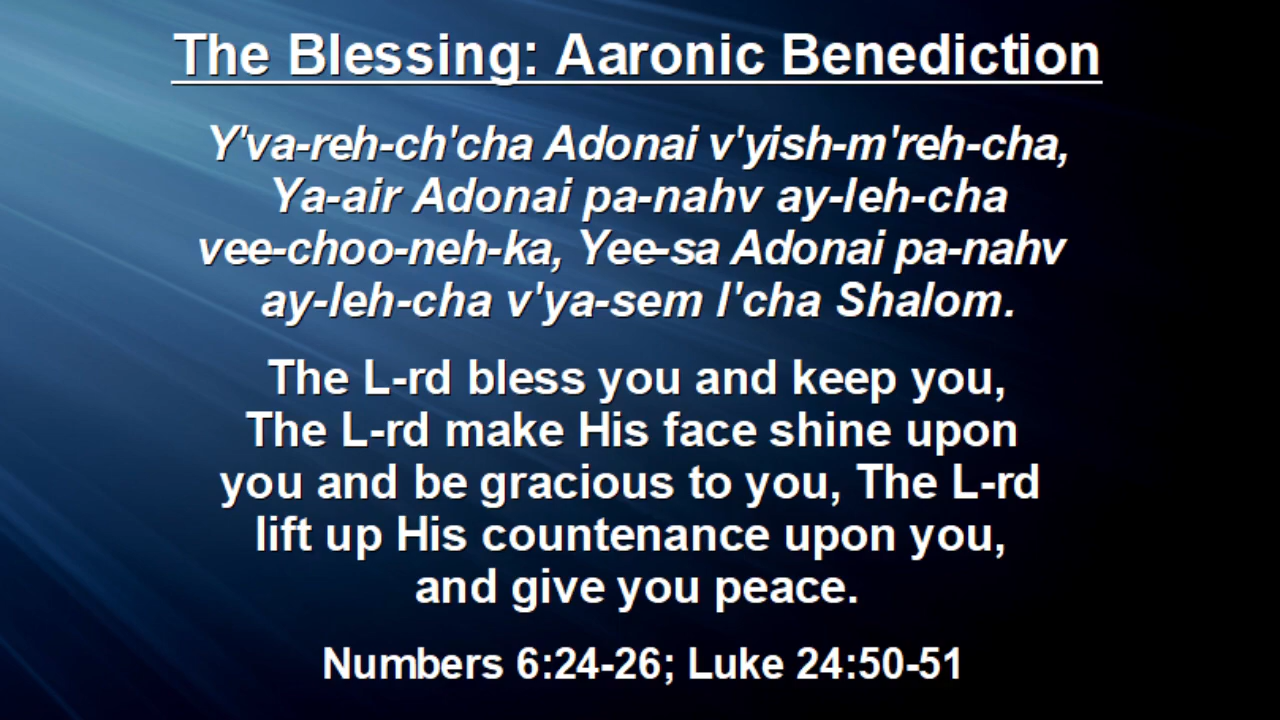 The Blessing: Aaronic Benediction
Y'va-reh-ch'cha Adonai v'yish-m'reh-cha,
Ya-air Adonai pa-nahv ay-leh-cha
vee-choo-neh-ka, Yee-sa Adonai pa-nahv
ay-leh-cha v'ya-sem l'cha Shalom.
The L-rd bless you and keep you,
The L-rd make His face shine upon
you and be gracious to you, The L-rd
lift up His countenance upon you,
and give you peace.
Numbers 6:24-26; Luke 24:50-51